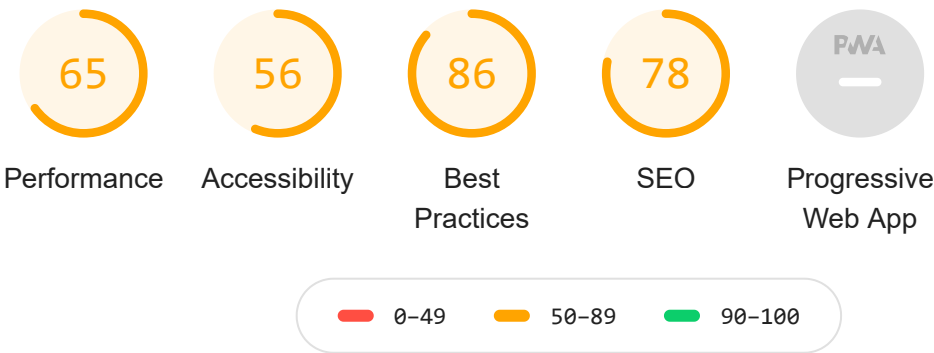 65 56 86 78 PWA
Performance Accessibility Best Practices SEO Progressive Web App
0–49 50–89 90–100